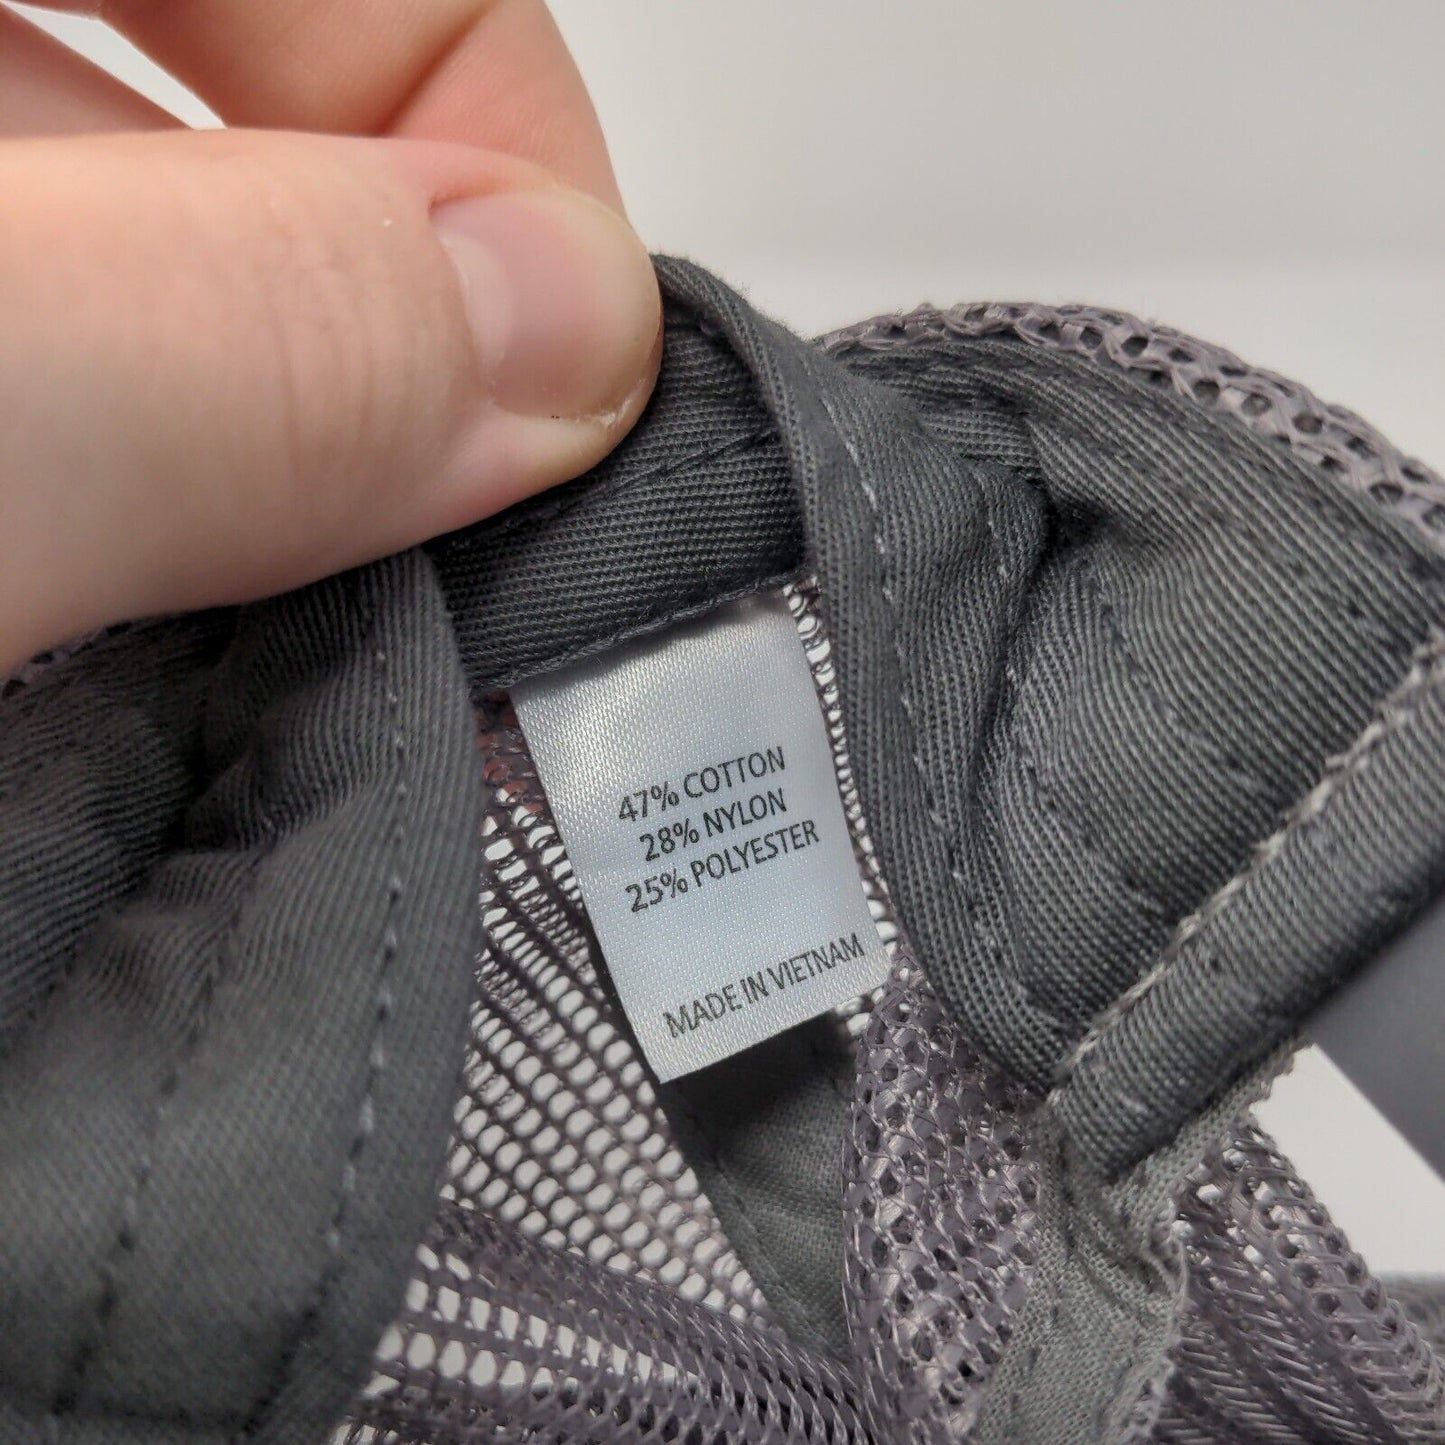 47% COTTON
28% NYLON
25% POLYESTER
MADE IN VIETNAM